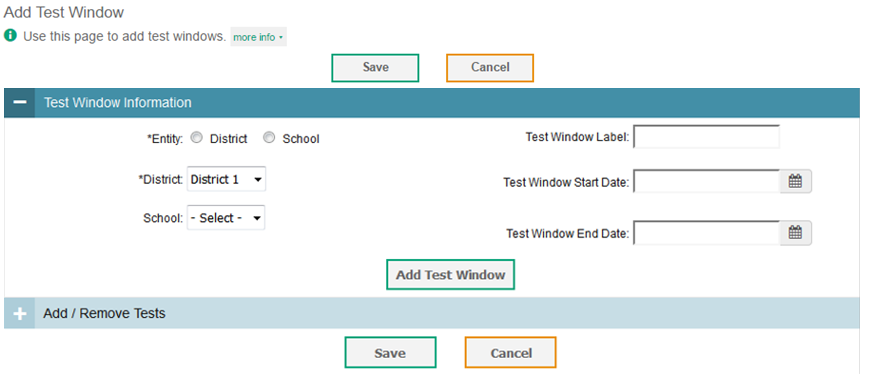 Add Test Window
Use this page to add test windows. more info
Save Cancel
Test Window Information
*Entity: District School
Test Window Label:
*District: District 1
Test Window Start Date:
School: - Select -
Test Window End Date:
Add Test Window
Add / Remove Tests
Save Cancel